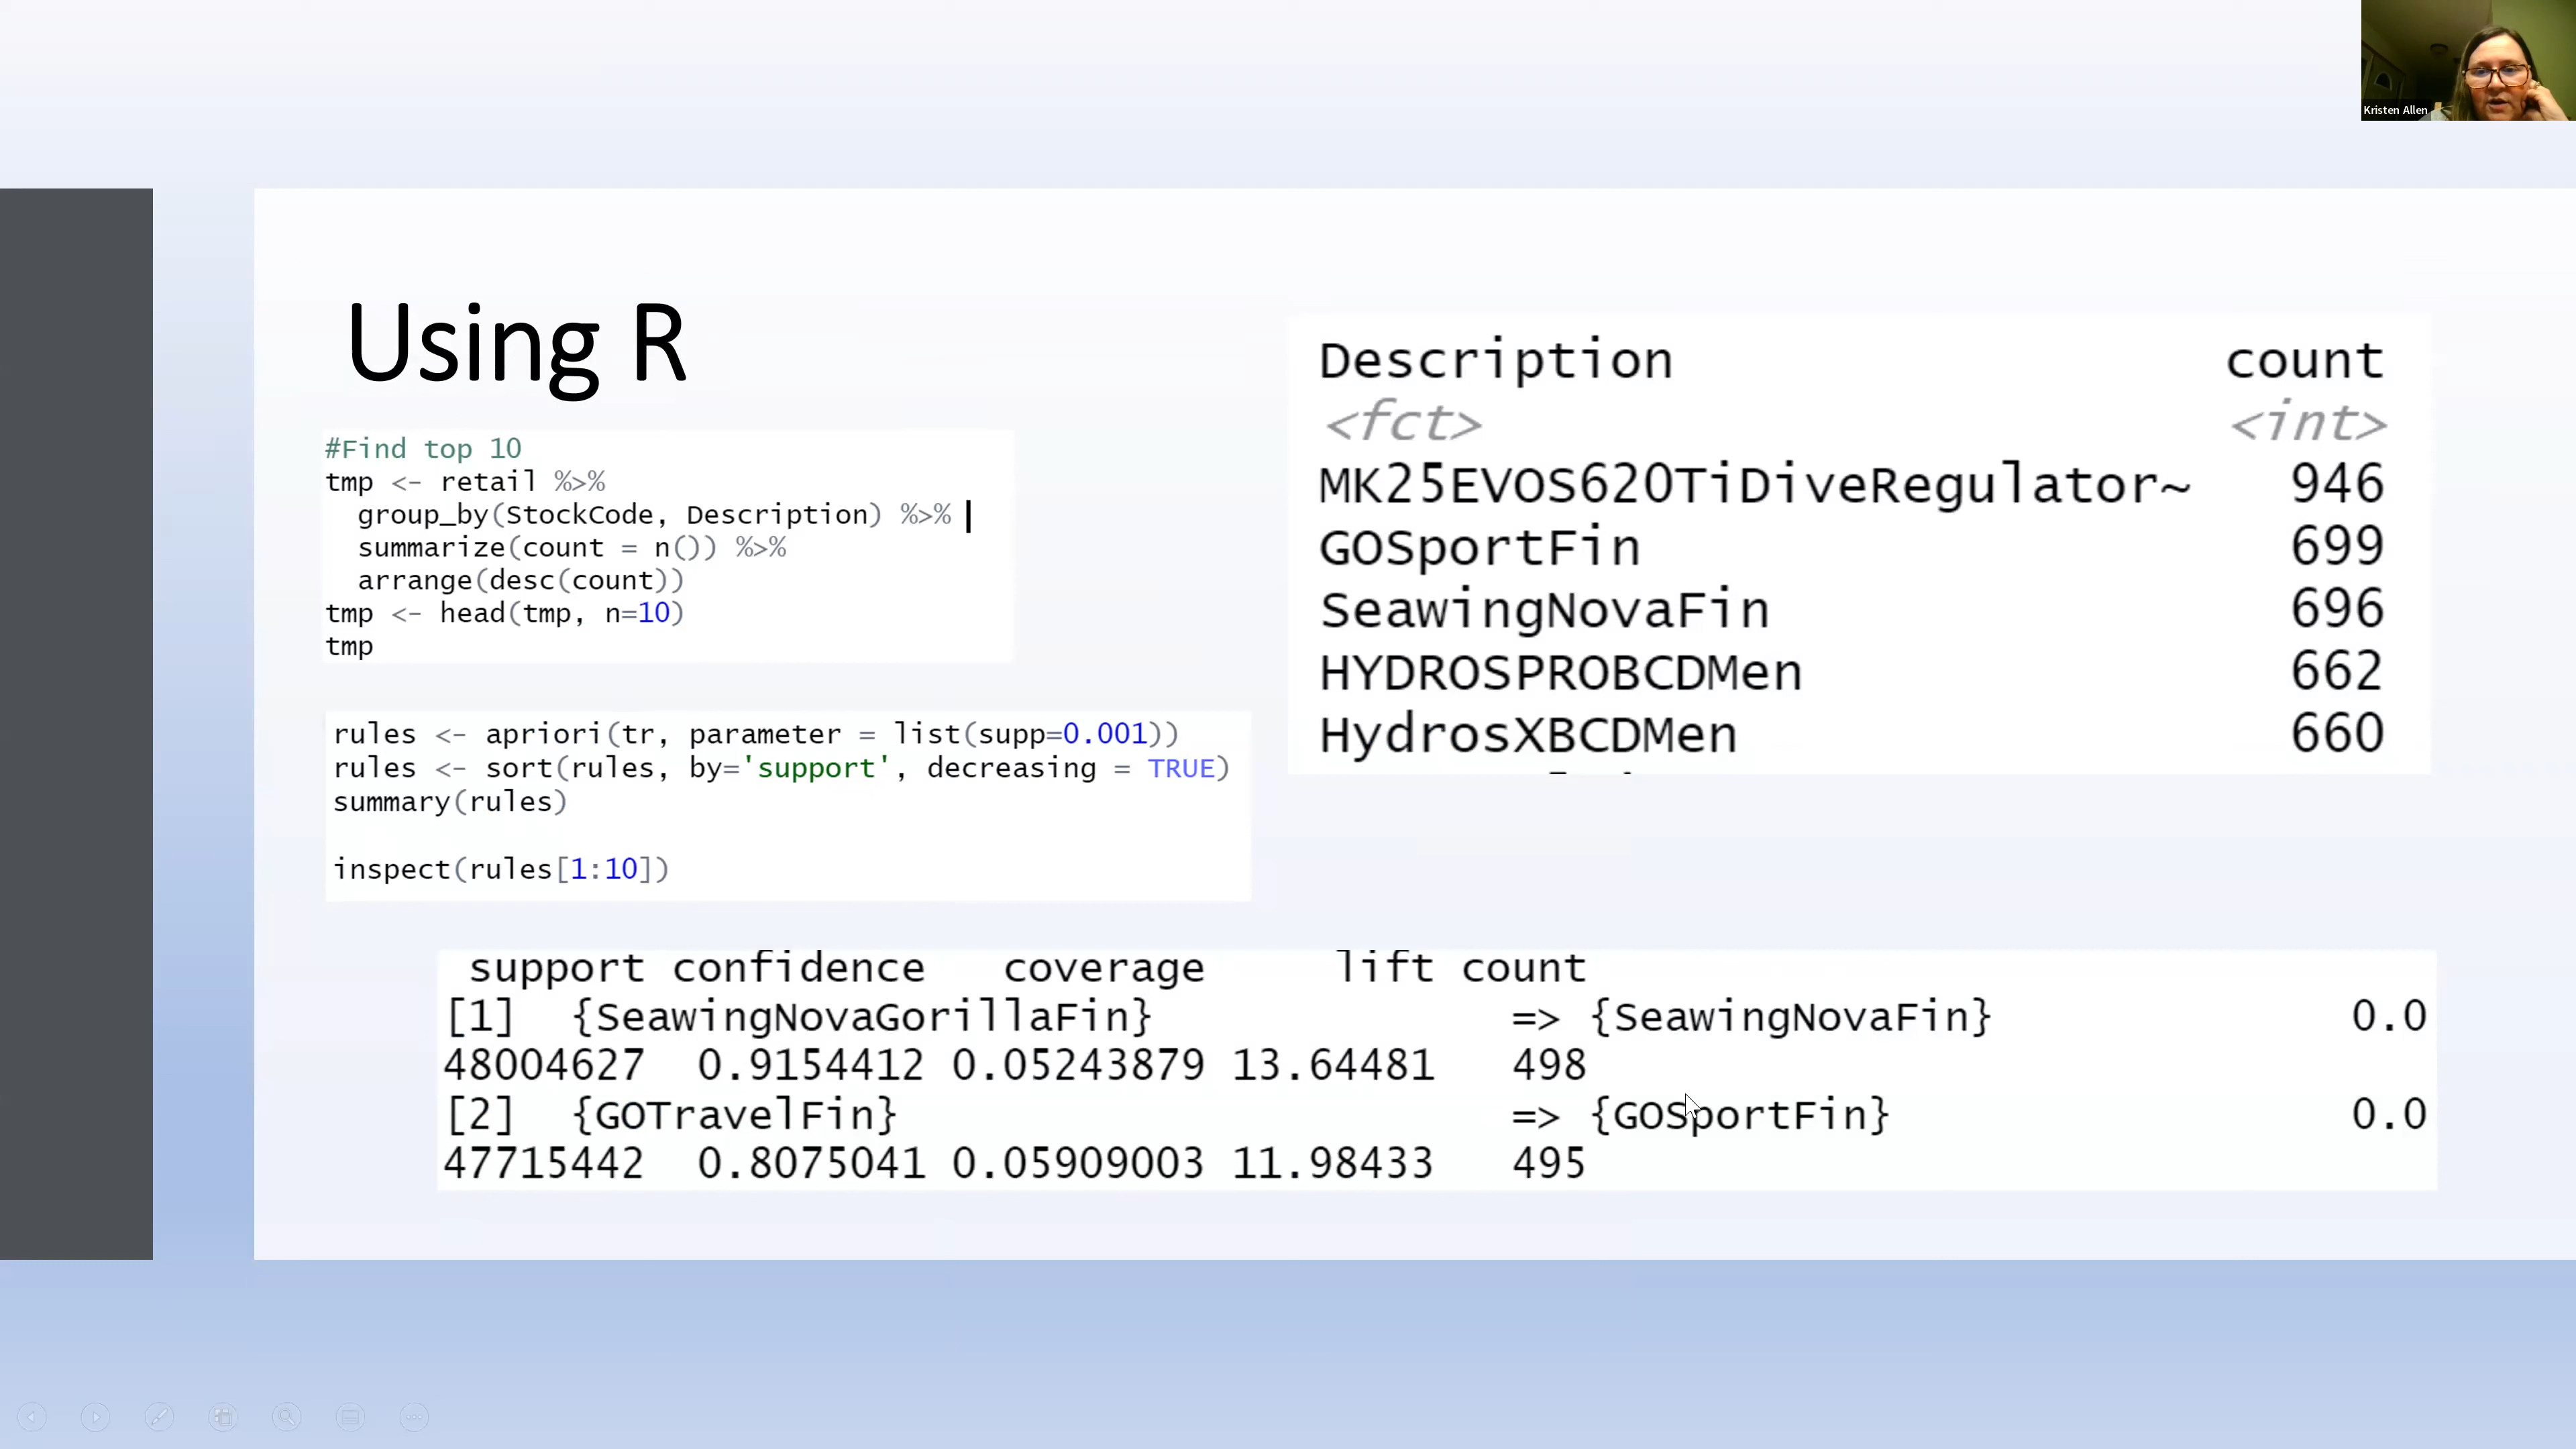 Kristen Allen
Using R
#Find top 10
tmp <- retail %>%
  group_by(StockCode, Description) %>%
  summarize(count = n()) %>%
  arrange(desc(count))
tmp <- head(tmp, n=10)
tmp
rules <- apriori(tr, parameter = list(supp=0.001))
rules <- sort(rules, by='support', decreasing = TRUE)
summary(rules)
inspect(rules[1:10])
Description count
<fct> <int>
MK25EVOS620TiDiveRegulator~ 946
GOSportFin 699
SeawingNovaFin 696
HYDROSPROBCDMen 662
HydrosXBCDMen 660
support confidence coverage lift count
[1] {SeawingNovaGorillaFin} => {SeawingNovaFin} 0.0
48004627 0.9154412 0.05243879 13.64481 498
[2] {GOTravelFin} => {GOSportFin} 0.0
47715442 0.8075041 0.05909003 11.98433 495